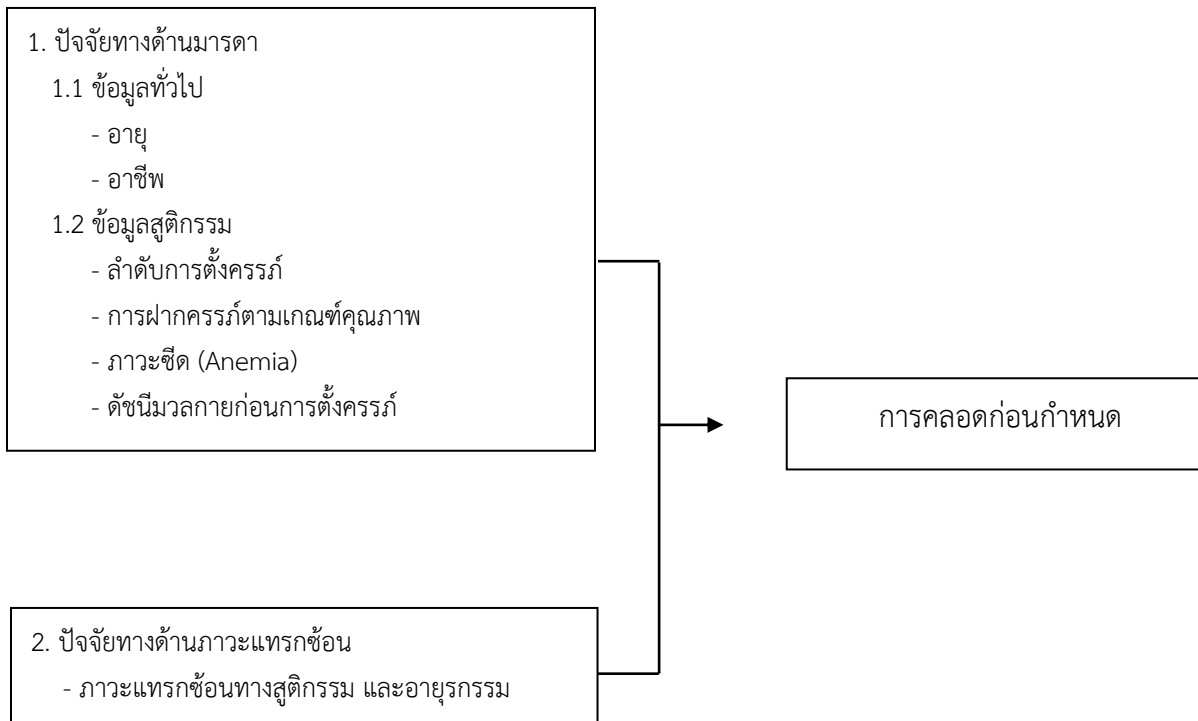 1. ปัจจัยทางด้านมารดา
1.1 ข้อมูลทั่วไป
- อายุ
- อาชีพ
1.2 ข้อมูลสูติกรรม
- ลำดับการตั้งครรภ์
- การฝากครรภ์ตามเกณฑ์คุณภาพ
- ภาวะซีด (Anemia)
- ดัชนีมวลกายก่อนการตั้งครรภ์
การคลอดก่อนกำหนด
2. ปัจจัยทางด้านภาวะแทรกซ้อน
- ภาวะแทรกซ้อนทางสูติกรรม และอายุรกรรม